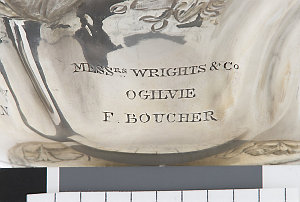 MESSRS WRIGHTS & Co
OGILVIE
F. BOUCHER